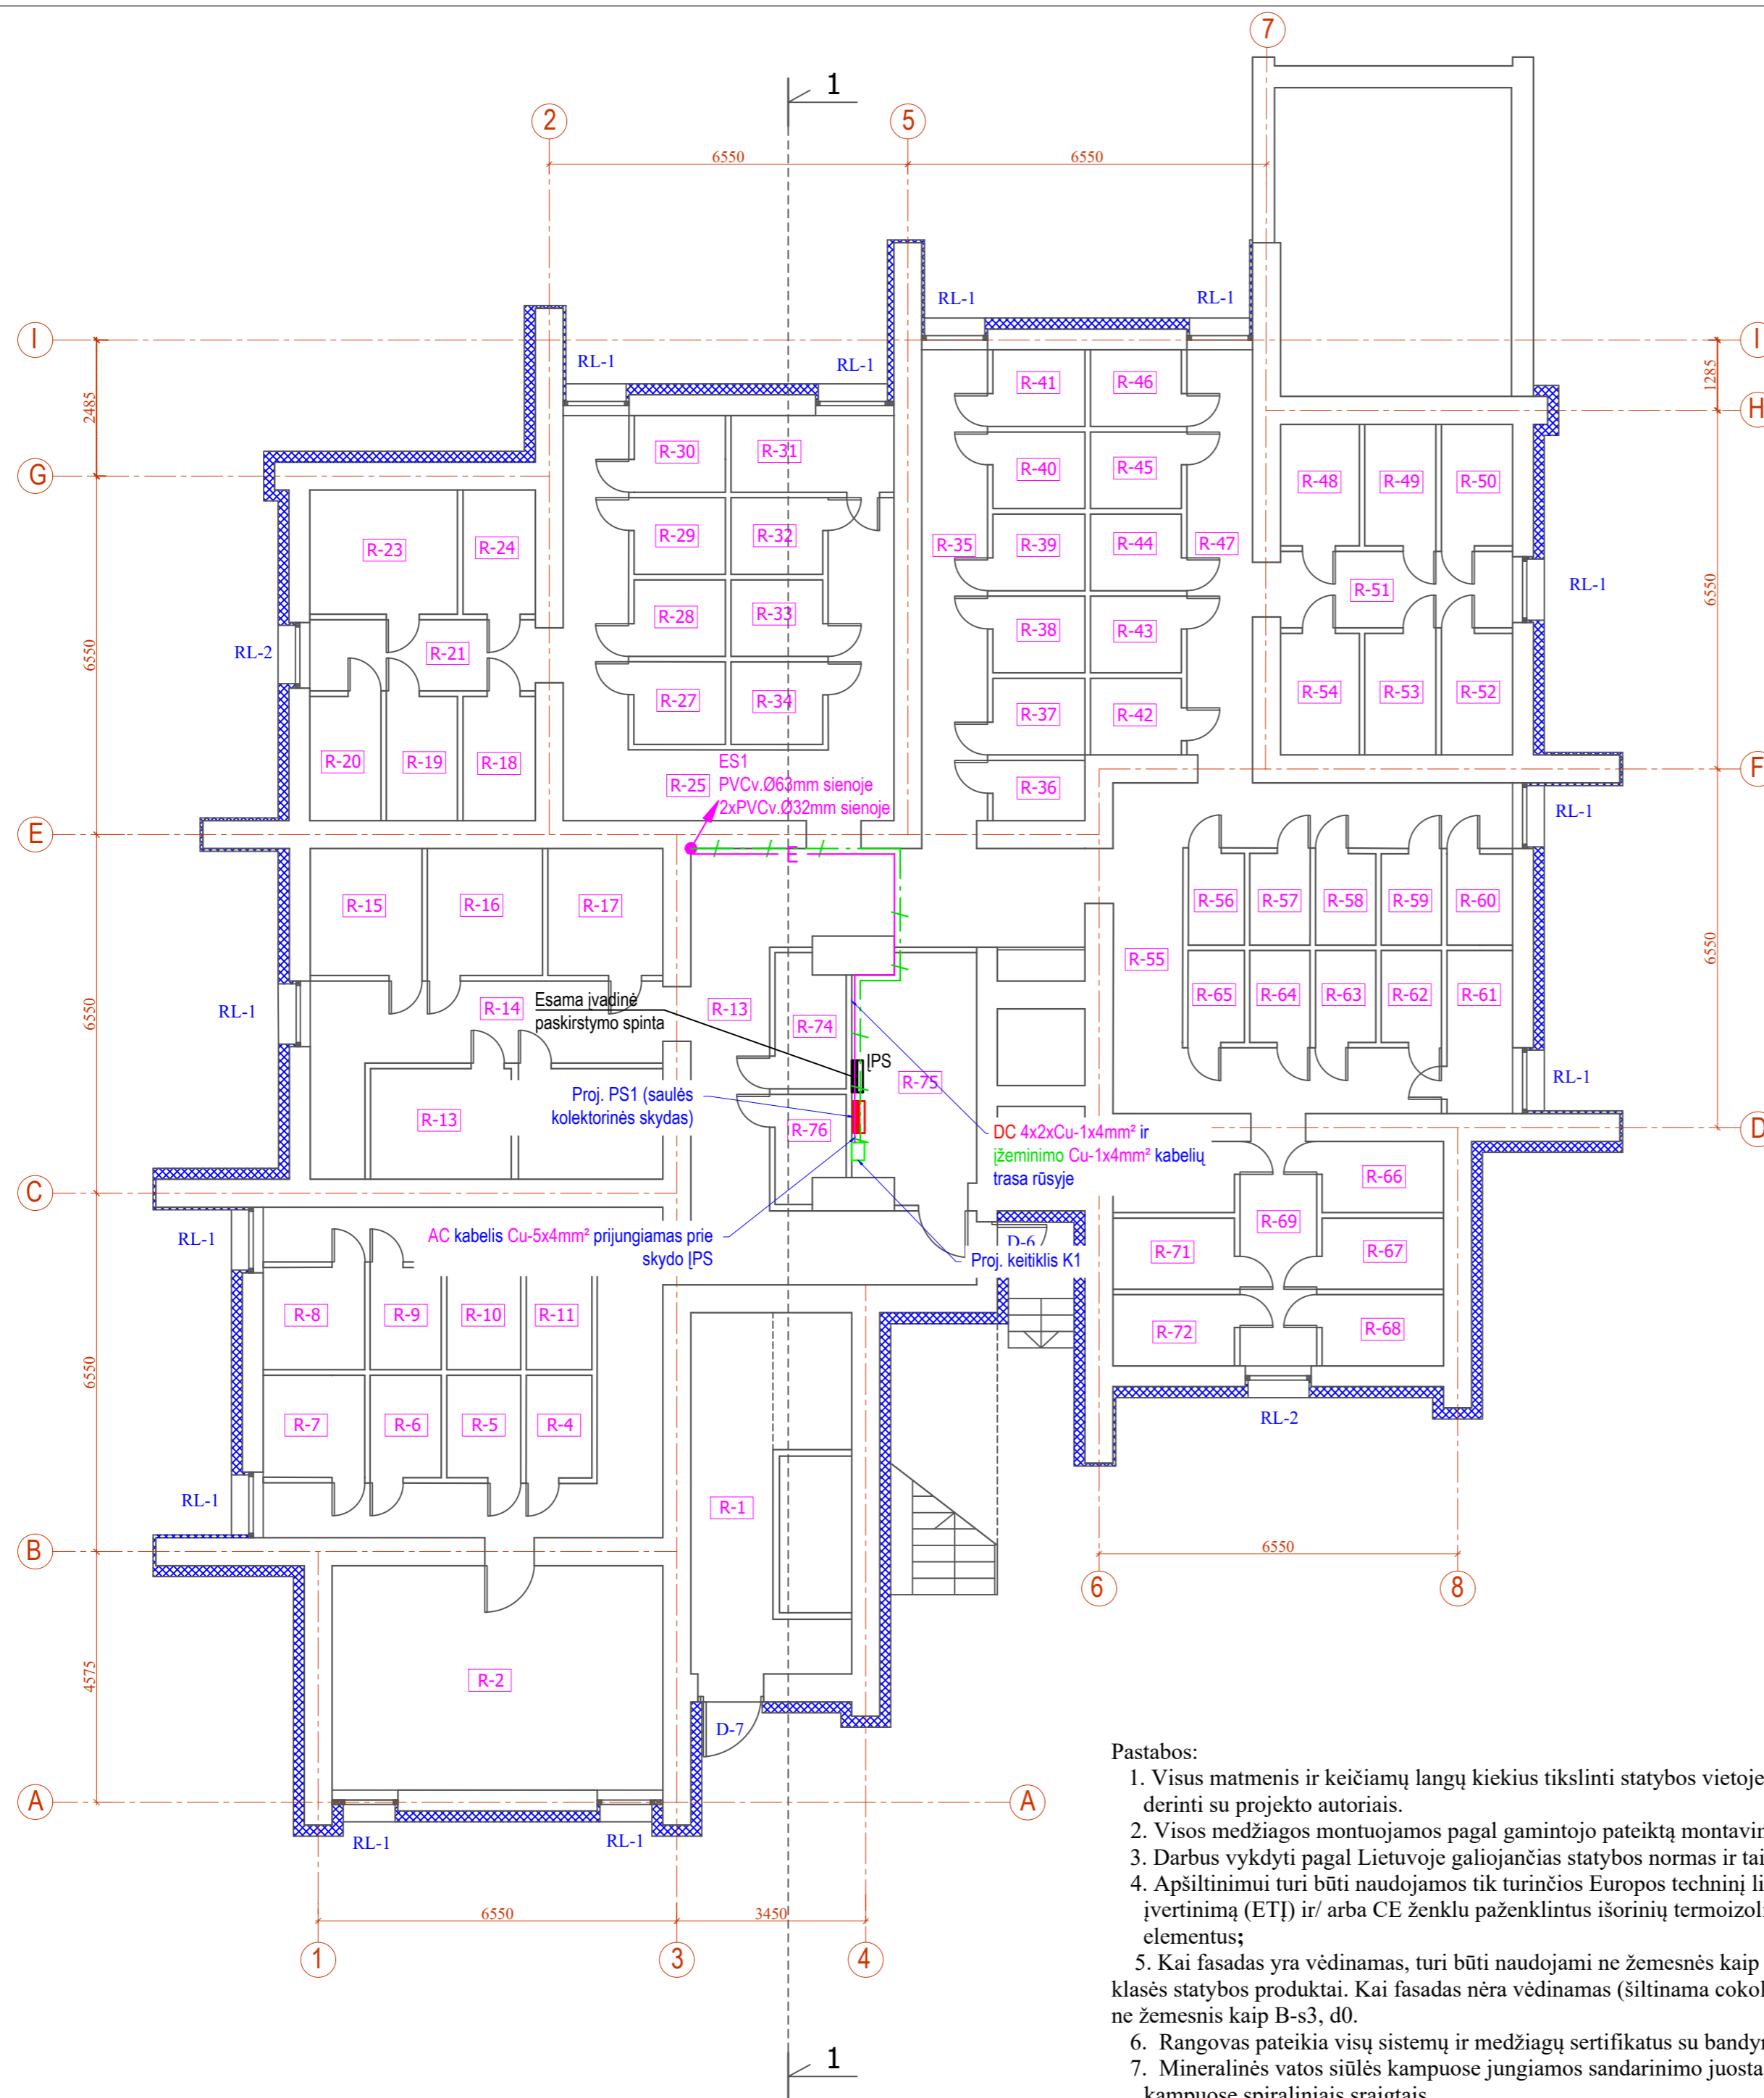 7
1
2
5
6550
6550
RL-1
RL-1
I
I
RL-1
RL-1
1285
2485
R-41
R-46
H
R-30
R-31
R-40
R-45
G
R-48
R-49
R-50
R-23
R-24
R-29
R-32
R-35
R-39
R-44
R-47
RL-1
6550
R-51
R-28
R-33
R-38
R-43
RL-2
R-21
6550
R-27
R-34
R-37
R-42
R-54
R-53
R-52
R-20
R-19
R-18
ES1
R-25
PVCv.Ø63mm sienoje
2xPVCv.Ø32mm sienoje
R-36
F
RL-1
E
E
R-15
R-16
R-17
R-56
R-57
R-58
R-59
R-60
6550
R-55
RL-1
R-14
Esama įvadinė
paskirstymo spinta
R-13
R-74
R-65
R-64
R-63
R-62
R-61
6550
ĮPS
R-75
RL-1
Proj. PS1 (saulės
kolektorinės skydas)
R-13
R-76
DC 4x2xCu-1x4mm² ir
įžeminimo Cu-1x4mm² kabelių
trasa rūsyje
D
C
R-66
RL-1
AC kabelis Cu-5x4mm² prijungiamas prie
skydo ĮPS
D-6
Proj. keitiklis K1
R-69
R-71
R-67
R-8
R-9
R-10
R-11
R-72
R-68
6550
R-7
R-6
R-5
R-4
RL-2
RL-1
R-1
B
6550
6
8
4575
R-2
D-7
A
A
RL-1
RL-1
6550
3450
1
3
4
1
Pastabos:
1. Visus matmenis ir keičiamų langų kiekius tikslinti statybos vietoje
derinti su projekto autoriais.
2. Visos medžiagos montuojamos pagal gamintojo pateiktą
3. Darbus vykdyti pagal Lietuvoje galiojančias statybos normas ir
4. Apšiltinimui turi būti naudojamos tik turinčios Europos techninį
įvertinimą (ETĮ) ir/ arba CE ženklu paženklintus išorinių
elementus;
5. Kai fasadas yra vėdinamas, turi būti naudojami ne žemesnės kaip
klasės statybos produktai. Kai fasadas nėra vėdinamas (šiltinama
ne žemesnis kaip B-s3, d0.
6. Rangovas pateikia visų sistemų ir medžiagų sertifikatus su
7. Mineralinės vatos siūlės kampuose jungiamos sandarinimo
kampuose spiraliniais sraigtais